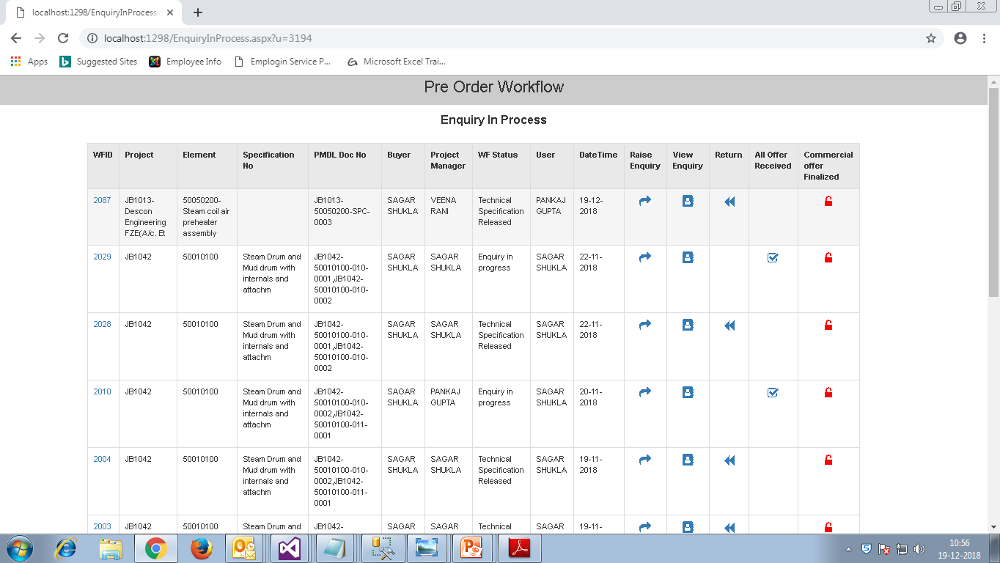 localhost:1298/EnquiryInProcess.
localhost:1298/EnquiryInProcess.aspx?u=3194
Apps Suggested Sites Employee Info Emplogin Service P... Microsoft Excel Trai...
Pre Order Workflow
Enquiry In Process
WFID Project Element Specification PMDL Doc No Buyer Project WF Status User DateTime Raise View Return All Offer Commercial
No Manager Enquiry Enquiry Received offer
Finalized
2087 JB1013- 50050200- JB1013- SAGAR VEENA Technical PANKAJ 19-12-
Descon Steam coil air 50050200-SPC- SHUKLA RANI Specification GUPTA 2018
Engineering preheater 0003 Released
FZE(A/c. Et assembly
2029 JB1042 50010100 Steam Drum and JB1042- SAGAR SAGAR Enquiry in SAGAR 22-11-
Mud drum with 50010100-010- SHUKLA SHUKLA progress SHUKLA 2018
internals and 0001,JB1042-
attachm 50010100-010-
0002
2028 JB1042 50010100 Steam Drum and JB1042- SAGAR SAGAR Technical SAGAR 22-11-
Mud drum with 50010100-010- SHUKLA SHUKLA Specification SHUKLA 2018
internals and 0001,JB1042- Released
attachm 50010100-010-
0002
2010 JB1042 50010100 Steam Drum and JB1042- SAGAR PANKAJ Enquiry in SAGAR 20-11-
Mud drum with 50010100-010- SHUKLA GUPTA progress SHUKLA 2018
internals and 0002,JB1042-
attachm 50010100-011-
0001
2004 JB1042 50010100 Steam Drum and JB1042- SAGAR SAGAR Technical SAGAR 19-11-
Mud drum with 50010100-010- SHUKLA SHUKLA Specification SHUKLA 2018
internals and 0002,JB1042- Released
attachm 50010100-011-
0001
2003 JB1042 50010100 Steam Drum and JB1042- SAGAR SAGAR Technical SAGAR 19-11-
10:56
19-12-2018